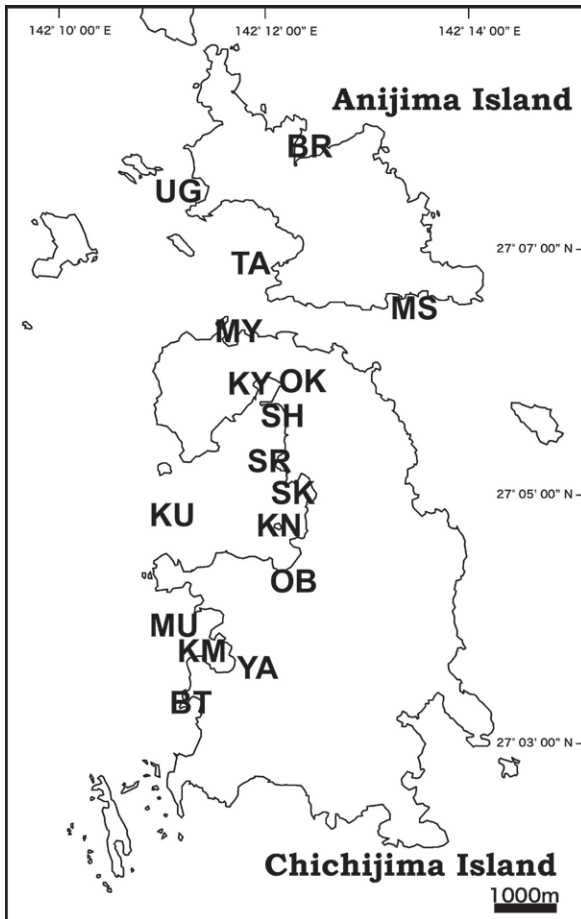 142° 10' 00" E
142° 12' 00" E
142° 14' 00" E
Anijima Island
BR
UG
TA
27° 07' 00" N
MS
MY
KY
OK
SH
SR
SK
27° 05' 00" N
KU
KN
OB
MU
KM
YA
BT
27° 03' 00" N
Chichijima Island
1000m